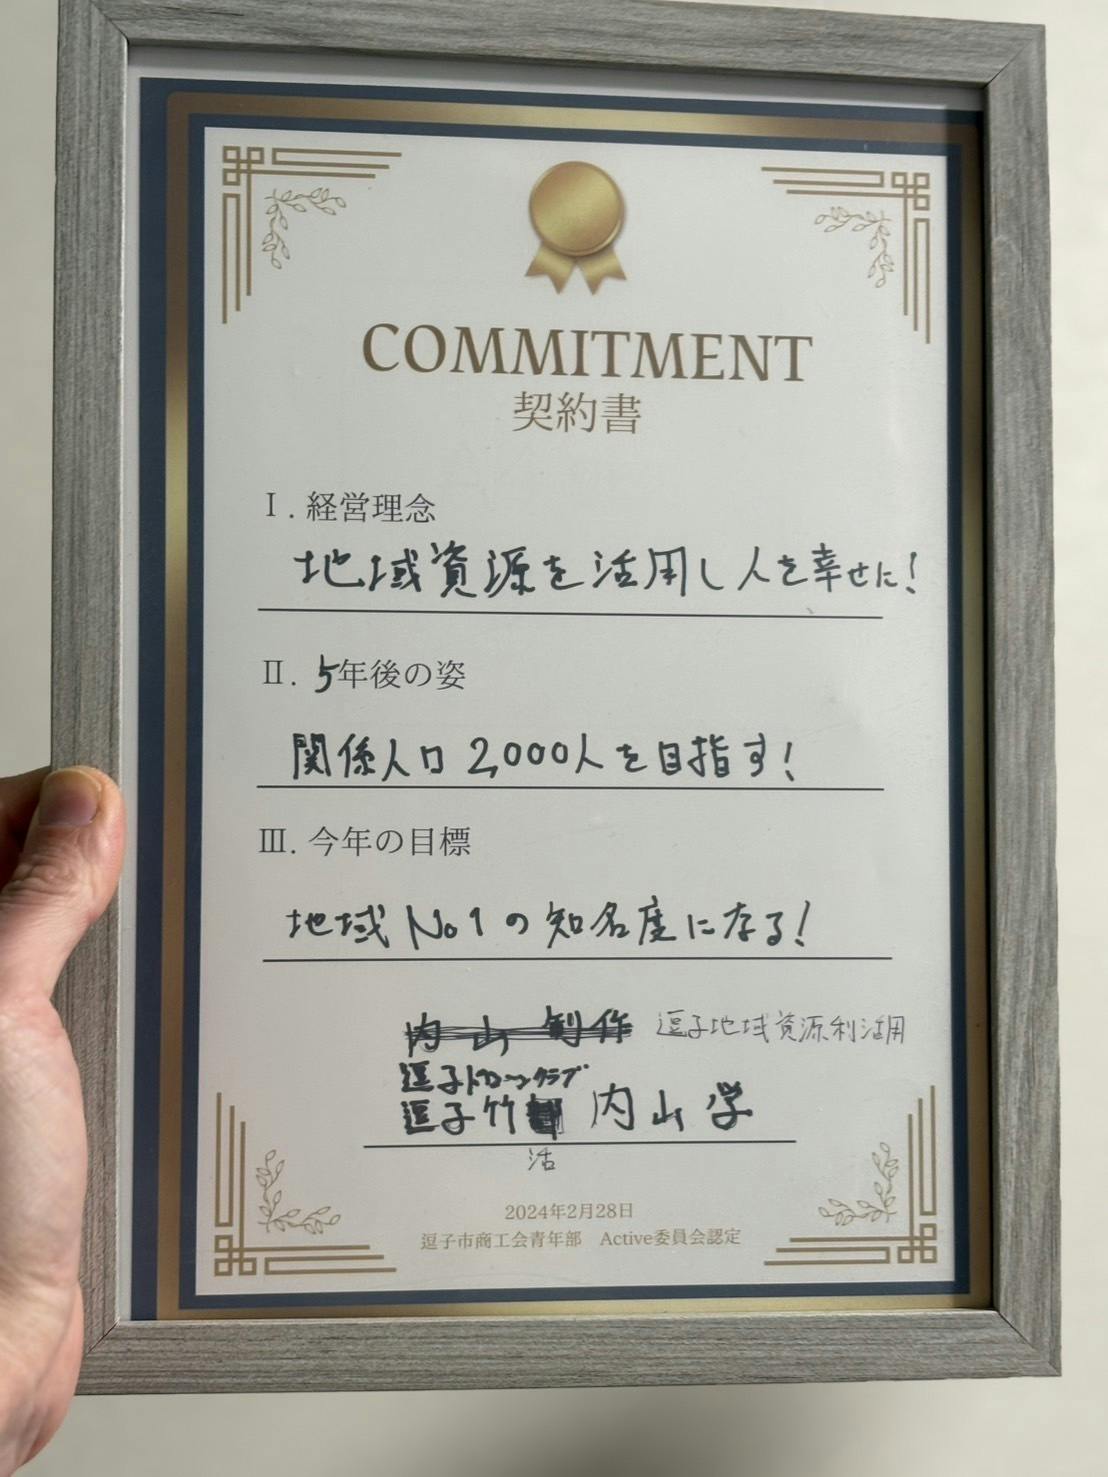 COMMITMENT
契約書
Ⅰ. 経営理念
地域資源を活用し人を幸せに!
Ⅱ. 5年後の姿
関係人口 2,000人を目指す!
Ⅲ. 今年の目標
地域 No1の知名度になる!
内山制作 逗子地域資源利活用
逗子ドローンクラブ
逗子竹 内山 学
活
2024年2月28日
逗子市商工会青年部 Active委員会認定